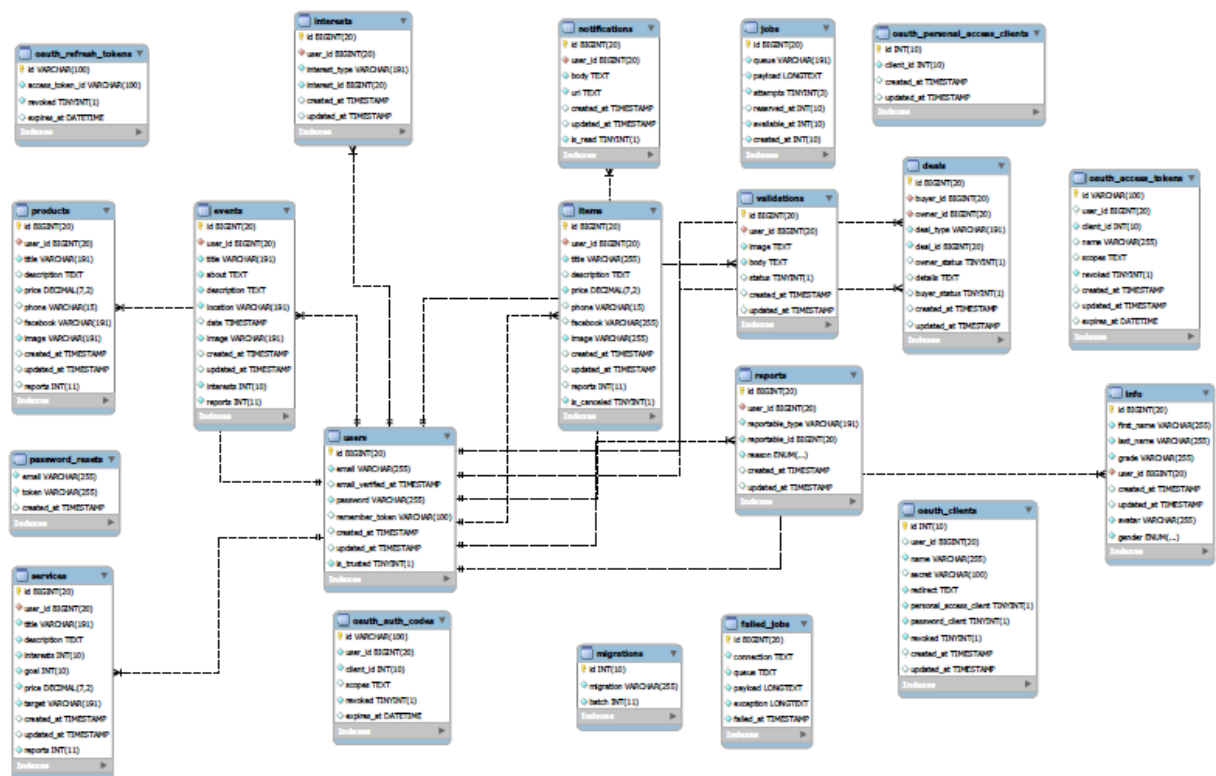 interests
id BIGINT(20)
user_id BIGINT(20)
interest_type VARCHAR(191)
interest_id BIGINT(20)
created_at TIMESTAMP
updated_at TIMESTAMP
Indexes
notifications
id BIGINT(20)
user_id BIGINT(20)
body TEXT
url TEXT
created_at TIMESTAMP
updated_at TIMESTAMP
is_read TINYINT(1)
Indexes
jobs
id BIGINT(20)
queue VARCHAR(191)
payload LONGTEXT
attempts TINYINT(3)
reserved_at INT(10)
available_at INT(10)
created_at INT(10)
Indexes
oauth_personal_access_clients
id INT(10)
client_id INT(10)
created_at TIMESTAMP
updated_at TIMESTAMP
Indexes
oauth_refresh_tokens
id VARCHAR(100)
access_token_id VARCHAR(100)
revoked TINYINT(1)
expires_at DATETIME
Indexes
products
id BIGINT(20)
user_id BIGINT(20)
title VARCHAR(191)
description TEXT
price DECIMAL(7,2)
phone VARCHAR(15)
facebook VARCHAR(191)
image VARCHAR(191)
created_at TIMESTAMP
updated_at TIMESTAMP
reports INT(11)
Indexes
events
id BIGINT(20)
user_id BIGINT(20)
title VARCHAR(191)
about TEXT
description TEXT
location VARCHAR(191)
date TIMESTAMP
image VARCHAR(191)
created_at TIMESTAMP
updated_at TIMESTAMP
interests INT(10)
reports INT(11)
Indexes
items
id BIGINT(20)
user_id BIGINT(20)
title VARCHAR(255)
description TEXT
price DECIMAL(7,2)
phone VARCHAR(15)
facebook VARCHAR(255)
image VARCHAR(255)
created_at TIMESTAMP
updated_at TIMESTAMP
reports INT(11)
is_canceled TINYINT(1)
Indexes
validations
id BIGINT(20)
user_id BIGINT(20)
image TEXT
body TEXT
status TINYINT(1)
created_at TIMESTAMP
updated_at TIMESTAMP
Indexes
deals
id BIGINT(20)
buyer_id BIGINT(20)
owner_id BIGINT(20)
deal_type VARCHAR(191)
deal_id BIGINT(20)
owner_status TINYINT(1)
details TEXT
buyer_status TINYINT(1)
created_at TIMESTAMP
updated_at TIMESTAMP
Indexes
oauth_access_tokens
id VARCHAR(100)
user_id BIGINT(20)
client_id INT(10)
name VARCHAR(255)
scopes TEXT
revoked TINYINT(1)
created_at TIMESTAMP
updated_at TIMESTAMP
expires_at DATETIME
Indexes
reports
id BIGINT(20)
user_id BIGINT(20)
reportable_type VARCHAR(191)
reportable_id BIGINT(20)
reason ENUM(...)
created_at TIMESTAMP
updated_at TIMESTAMP
Indexes
info
id BIGINT(20)
first_name VARCHAR(255)
last_name VARCHAR(255)
grade VARCHAR(255)
user_id BIGINT(20)
created_at TIMESTAMP
updated_at TIMESTAMP
avatar VARCHAR(255)
gender ENUM(...)
Indexes
users
id BIGINT(20)
email VARCHAR(255)
email_verified_at TIMESTAMP
password VARCHAR(255)
remember_token VARCHAR(100)
created_at TIMESTAMP
updated_at TIMESTAMP
is_trusted TINYINT(1)
Indexes
password_resets
email VARCHAR(255)
token VARCHAR(255)
created_at TIMESTAMP
Indexes
services
id BIGINT(20)
user_id BIGINT(20)
title VARCHAR(191)
description TEXT
interests INT(10)
goal INT(10)
price DECIMAL(7,2)
target VARCHAR(191)
created_at TIMESTAMP
updated_at TIMESTAMP
reports INT(11)
Indexes
oauth_auth_codes
id VARCHAR(100)
user_id BIGINT(20)
client_id INT(10)
scopes TEXT
revoked TINYINT(1)
expires_at DATETIME
Indexes
migrations
id INT(10)
migration VARCHAR(255)
batch INT(11)
Indexes
failed_jobs
id BIGINT(20)
connection TEXT
queue TEXT
payload LONGTEXT
exception LONGTEXT
failed_at TIMESTAMP
Indexes
oauth_clients
id INT(10)
user_id BIGINT(20)
name VARCHAR(255)
secret VARCHAR(100)
redirect TEXT
personal_access_client TINYINT(1)
password_client TINYINT(1)
revoked TINYINT(1)
created_at TIMESTAMP
updated_at TIMESTAMP
Indexes